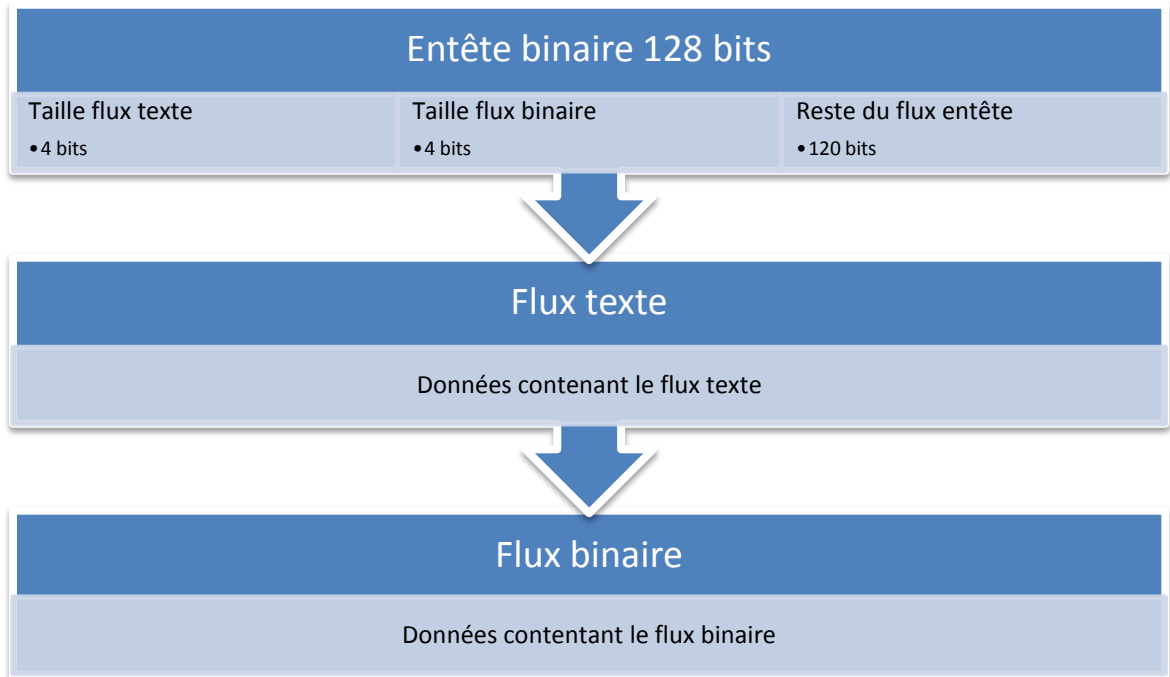 Entête binaire 128 bits
Taille flux texte
•4 bits
Taille flux binaire
•4 bits
Reste du flux entête
•120 bits
Flux texte
Données contenant le flux texte
Flux binaire
Données contentant le flux binaire